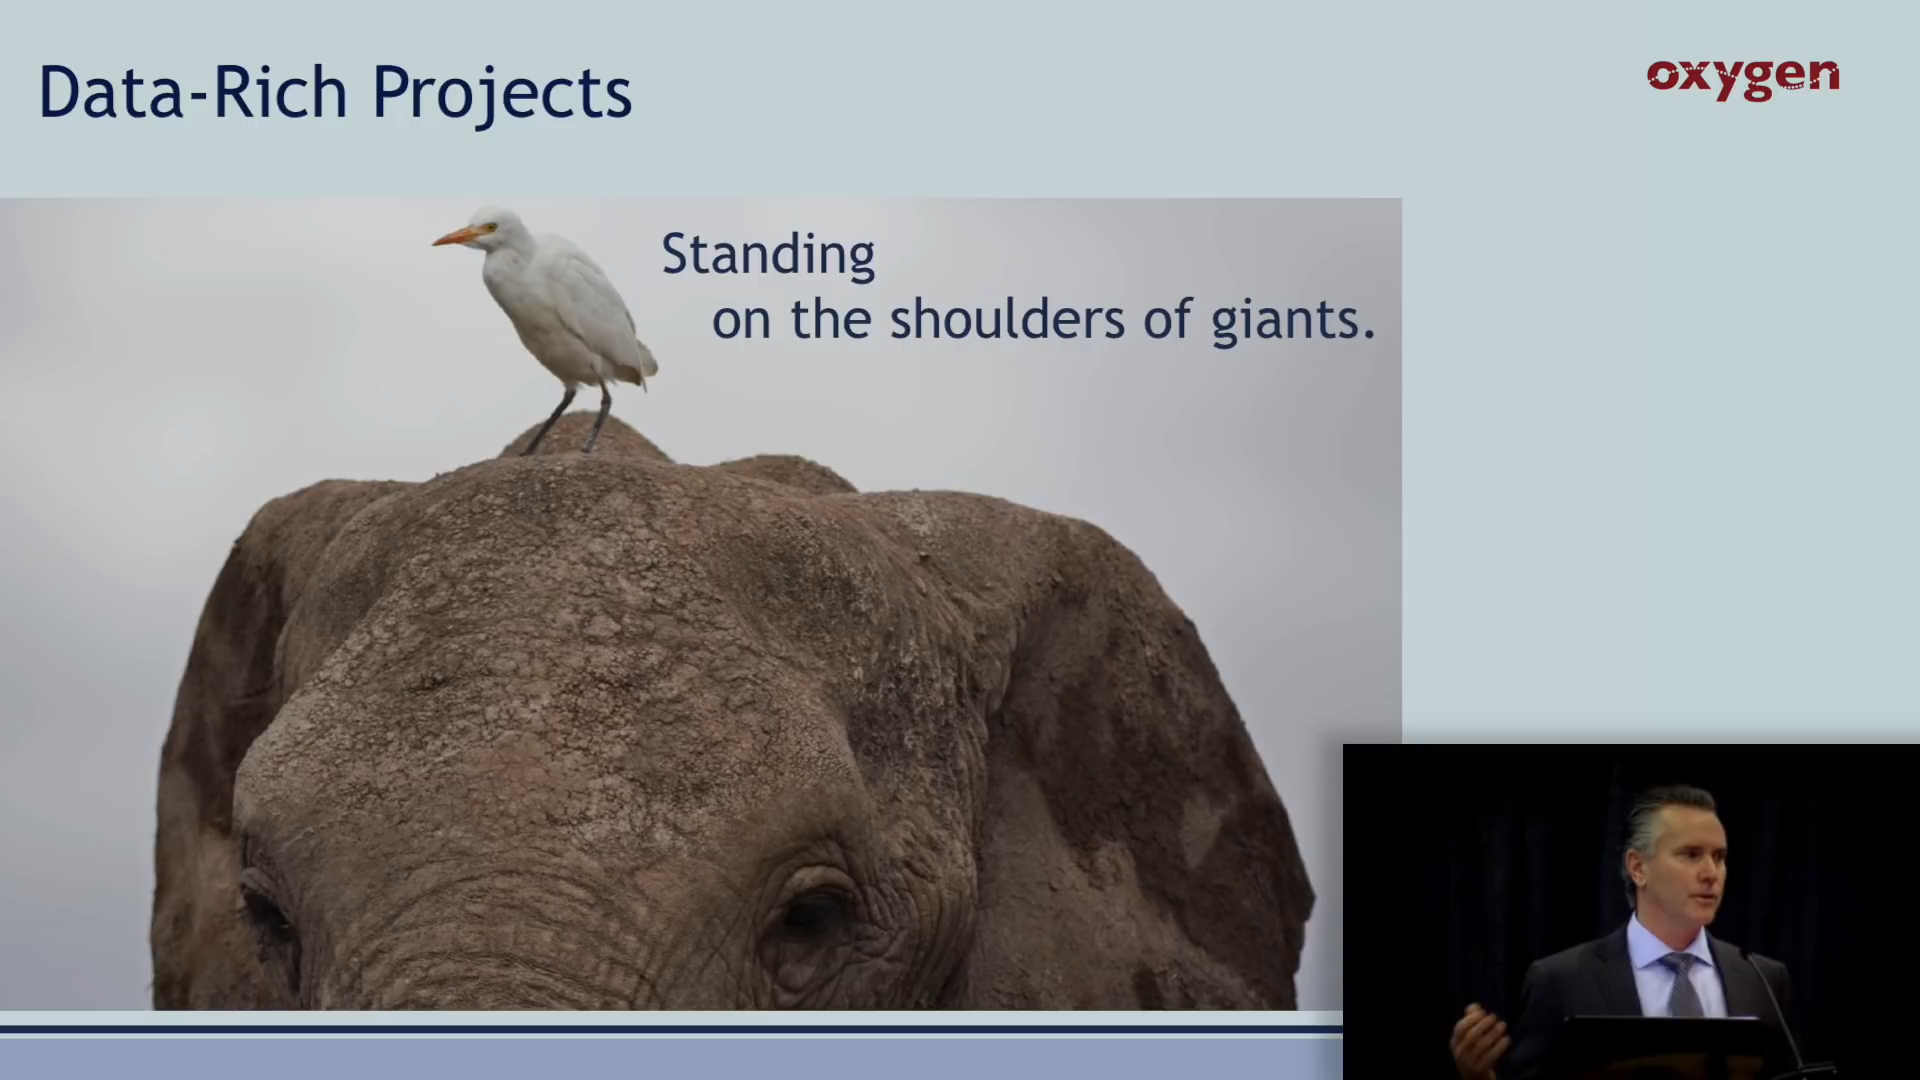 Data-Rich Projects
oxygen
Standing
on the shoulders of giants.